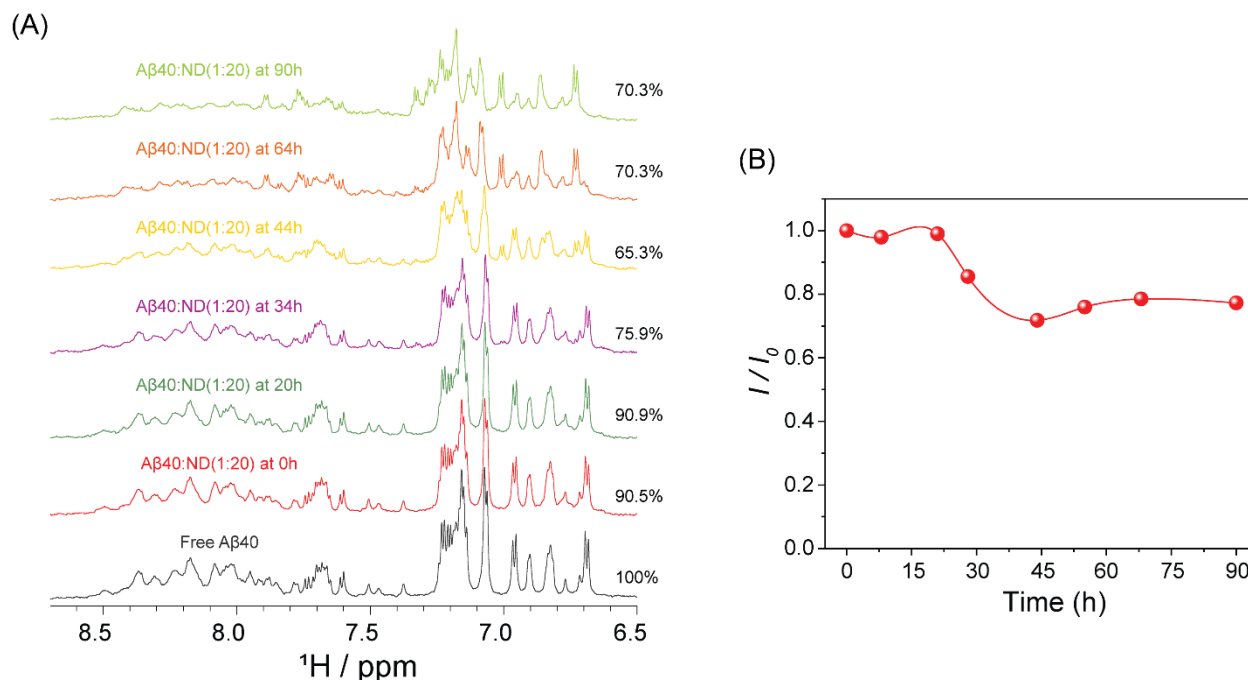 (A)
Aβ40:ND(1:20) at 90h
70.3%
Aβ40:ND(1:20) at 64h
70.3%
Aβ40:ND(1:20) at 44h
65.3%
Aβ40:ND(1:20) at 34h
75.9%
Aβ40:ND(1:20) at 20h
90.9%
Aβ40:ND(1:20) at 0h
90.5%
Free Aβ40
100%
8.5 8.0 7.5 7.0 6.5
¹H / ppm
(B)
1.0
0.8
0.6
0.4
0.2
0.0
I / I₀
0 15 30 45 60 75 90
Time (h)